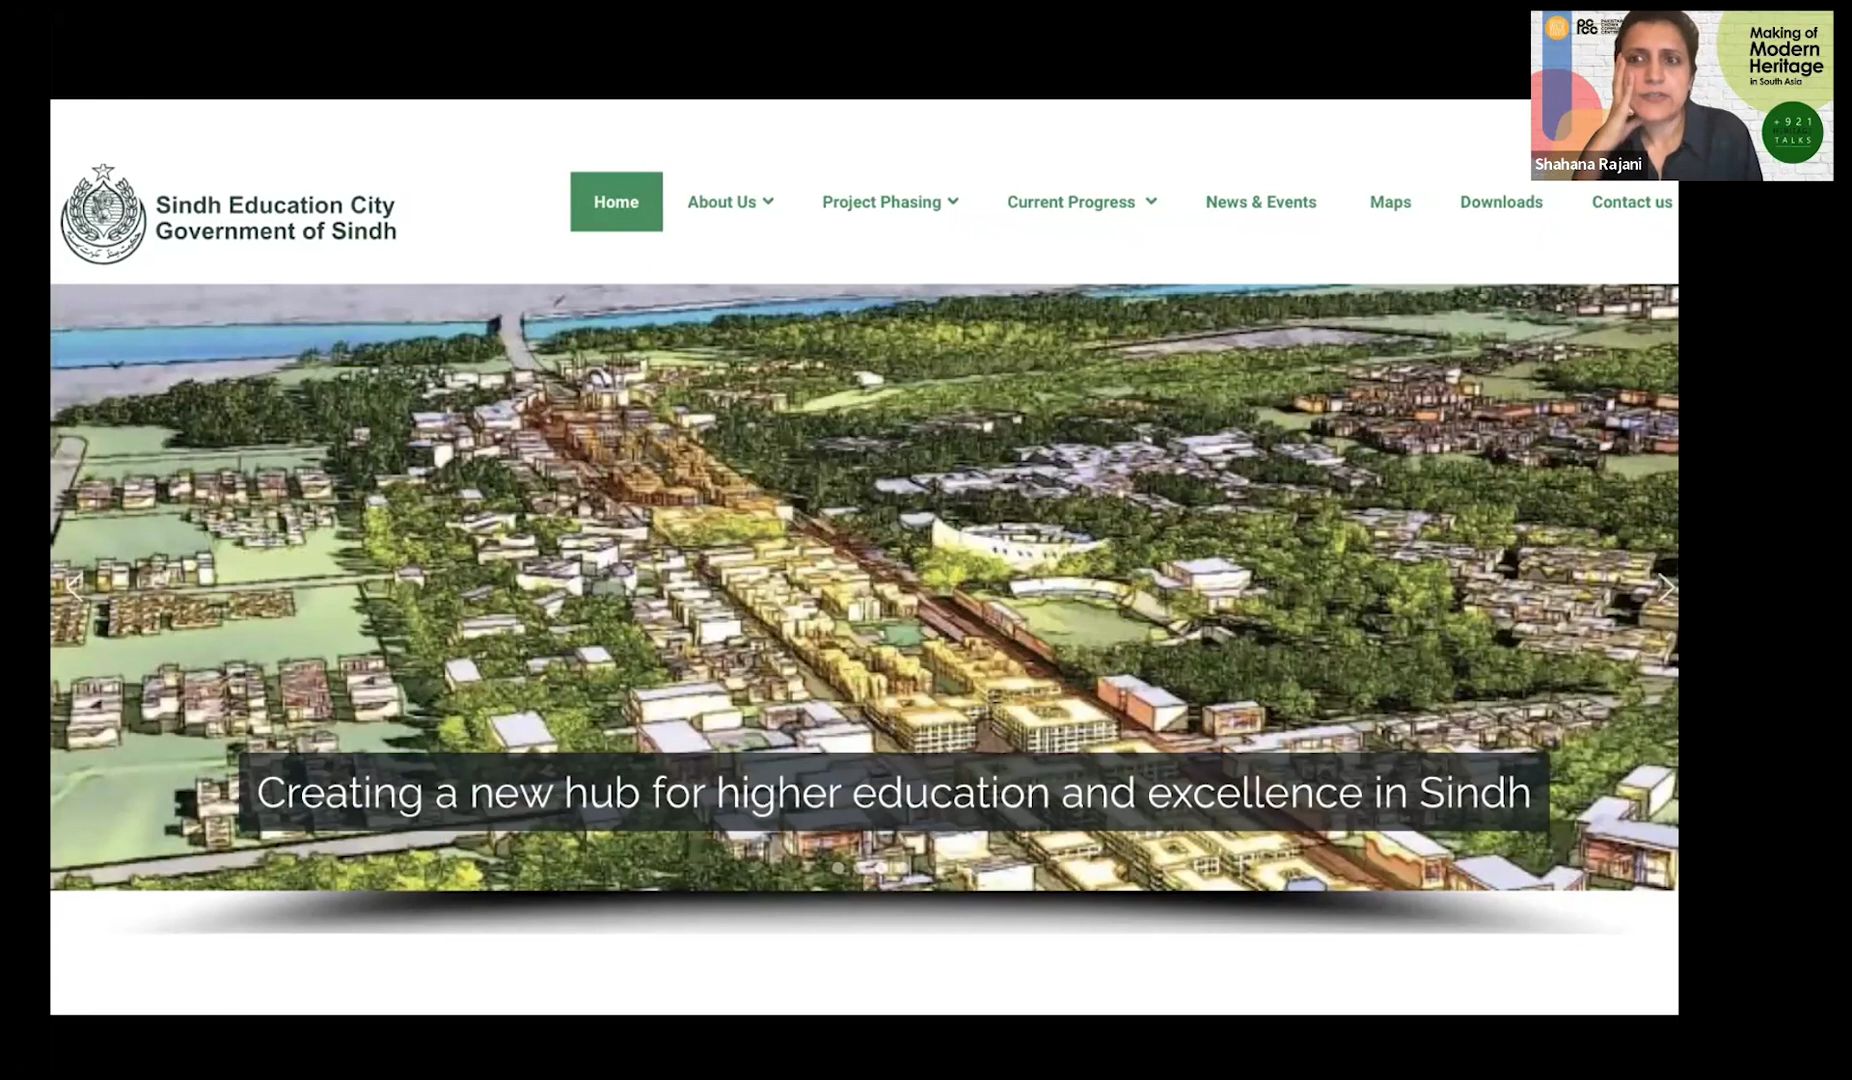 Making of
Modern
Heritage
in South Asia
+921
TALKS
Shahana Rajani
Sindh Education City
Government of Sindh
Home
About Us
Project Phasing
Current Progress
News & Events
Maps
Downloads
Contact us
Creating a new hub for higher education and excellence in Sindh